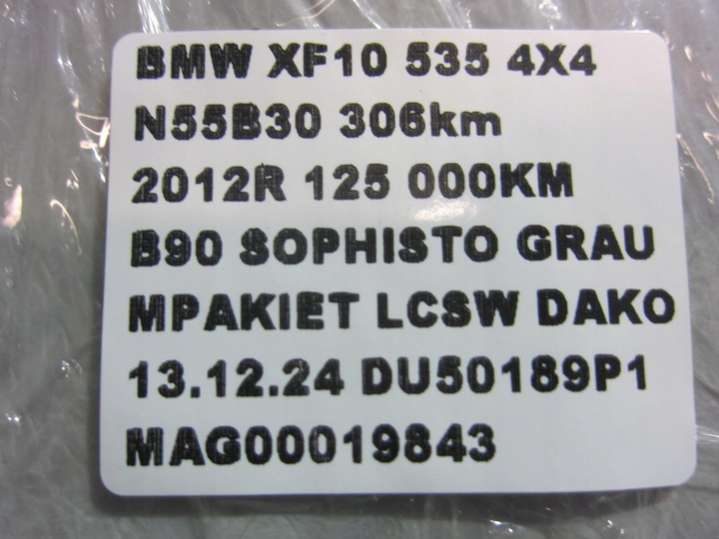 BMW XF10 535 4X4
N55B30 306km
2012R 125 000KM
B90 SOPHISTO GRAU
MPAKIET LCSW DAKO
13.12.24 DU50189P1
MAG00019843